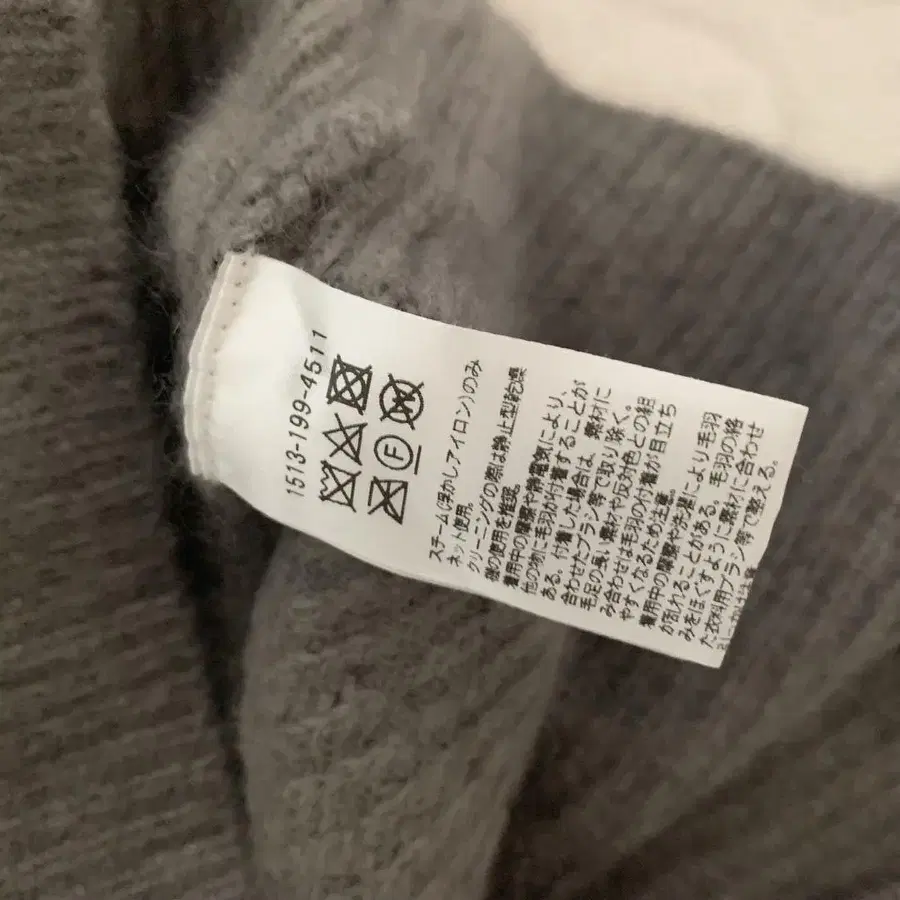 1513-199-4511
F W
スチーム(浮かしアイロン)のみ
ネット使用。
クリーニングの際は静止型乾燥
機の使用を確認。
着用中の摩擦や静電気により、
他の物に毛羽が付着することが
ある。付着した場合は、素材に
合わせたブラシ等で取り除く。
毛足の長い素材や反対色との組
み合わせは毛羽の付着が目立ち
やすくなるため注意。
着用中の摩擦や洗濯により毛羽
が乱れることがある。毛羽の絡
みをほぐすように素材に合わせ
た衣料用ブラシ等で整える。